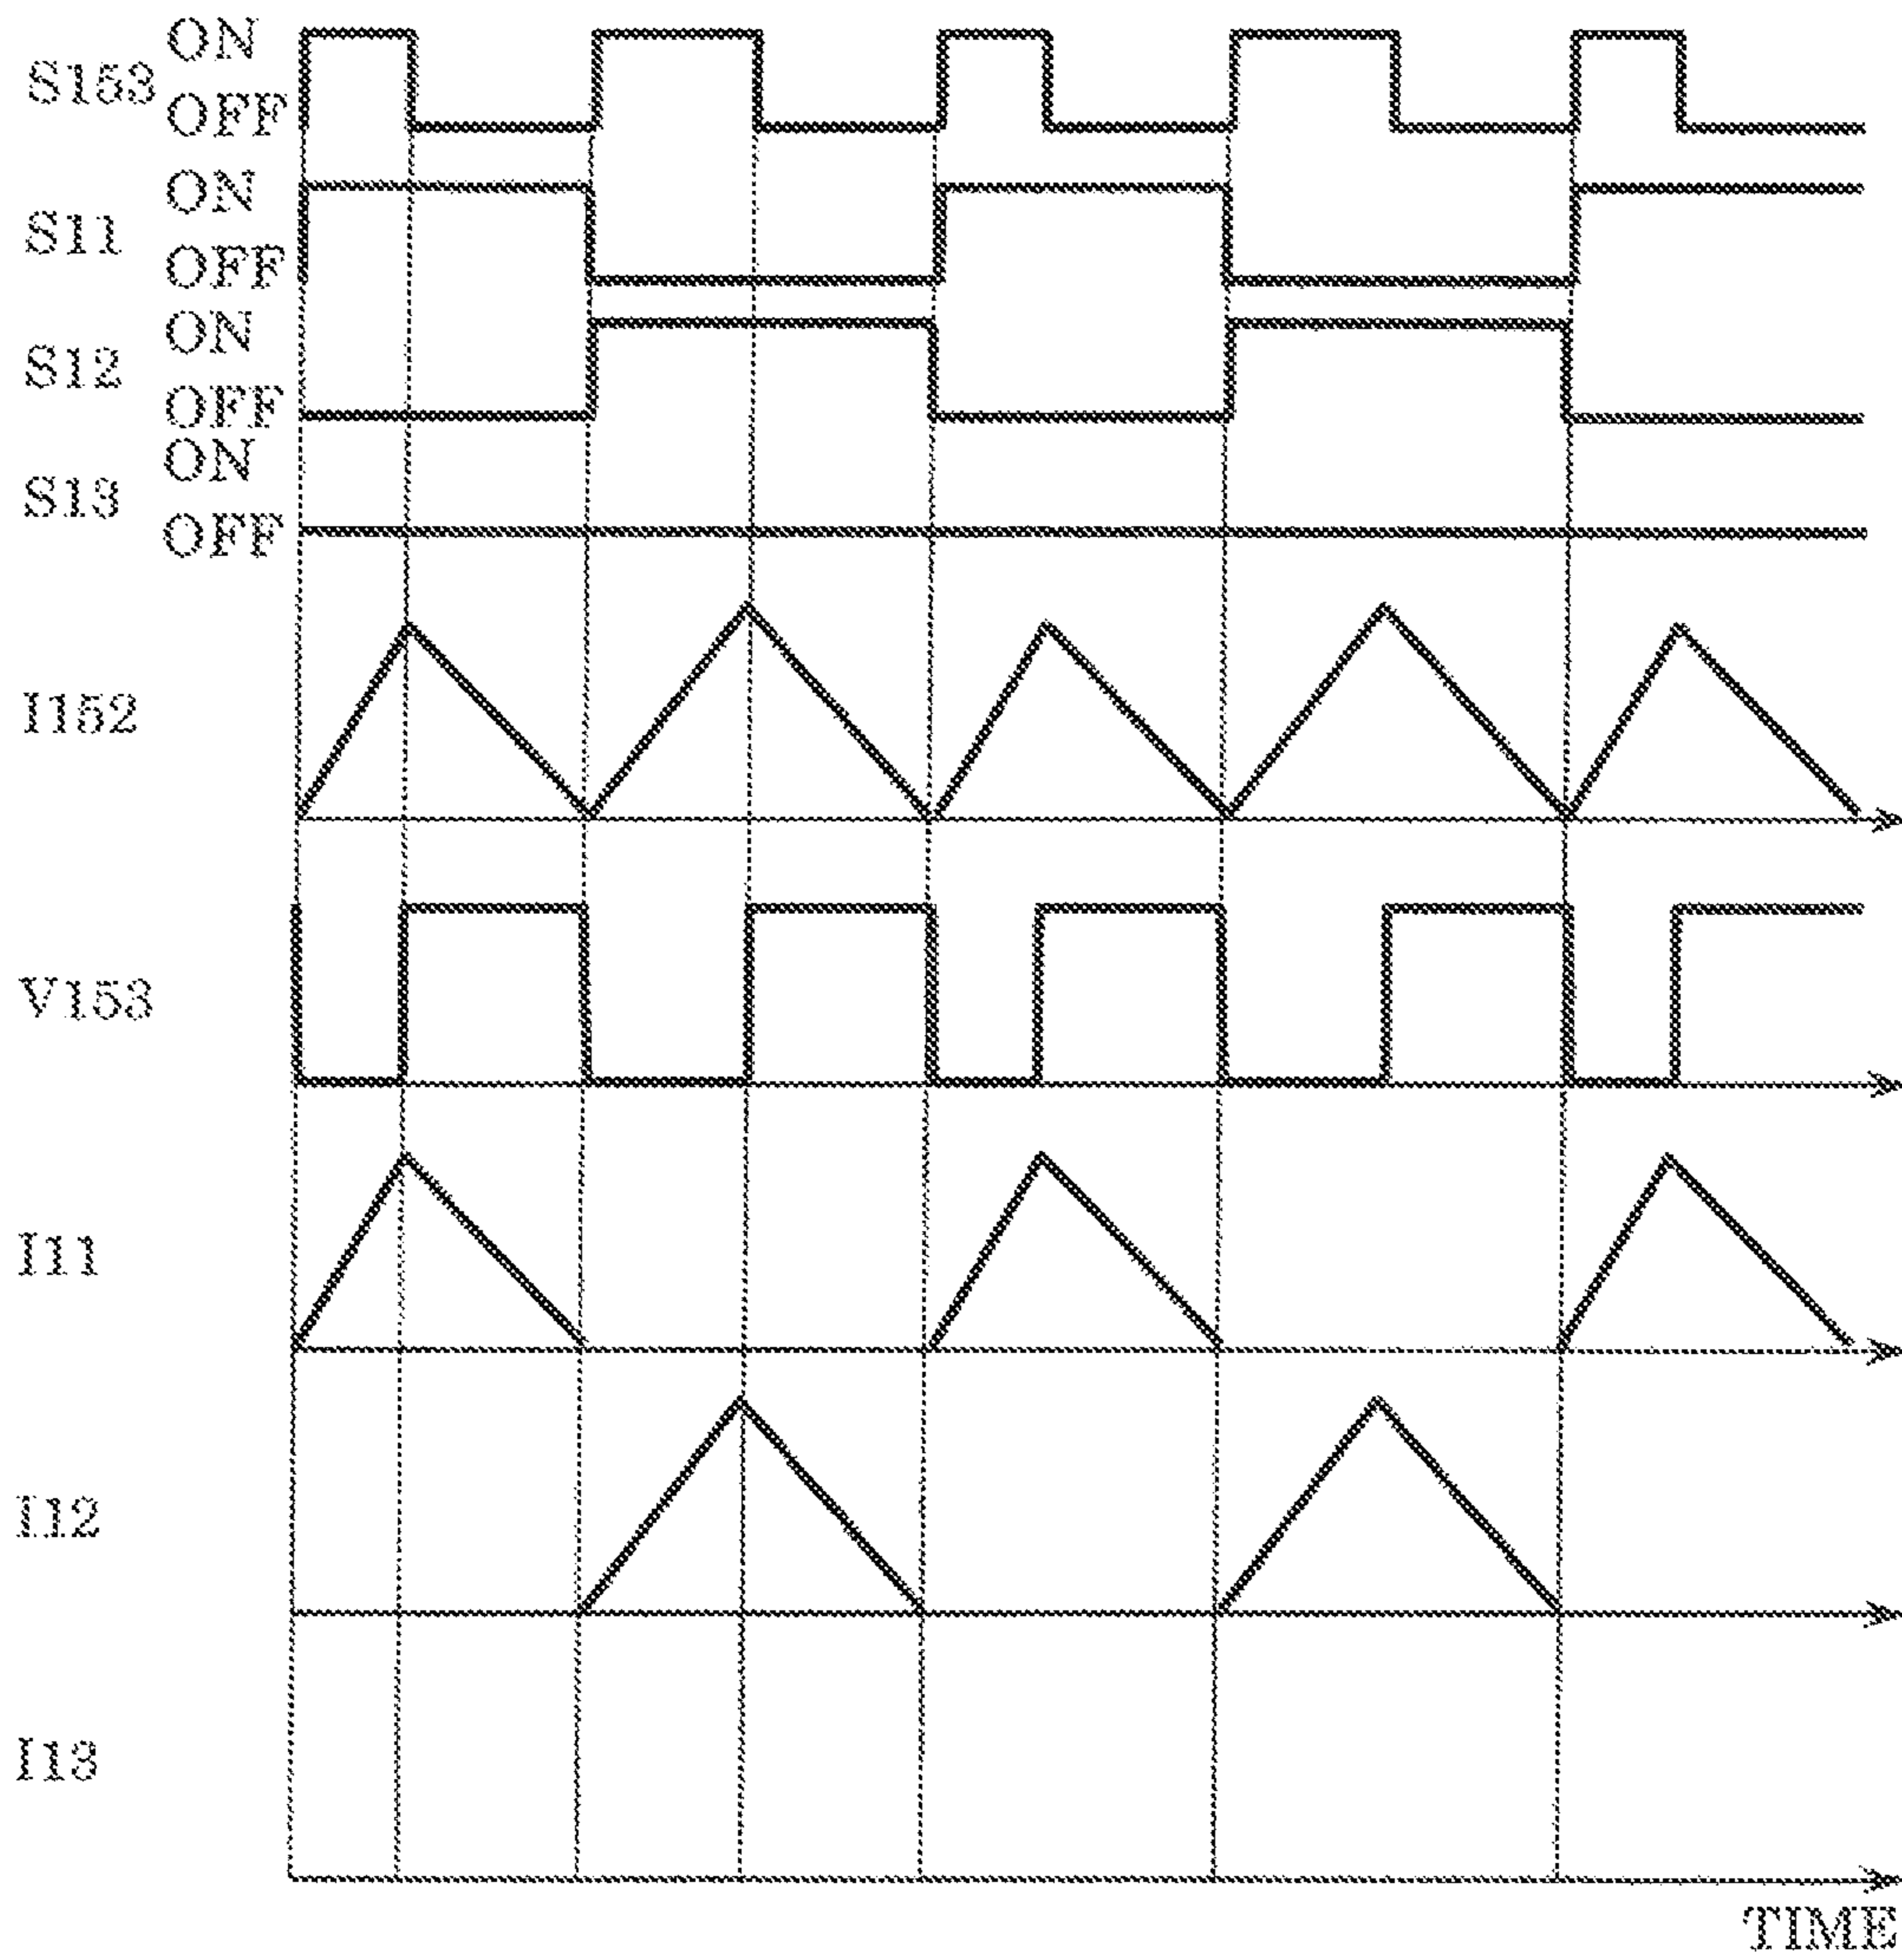 ON
S153
OFF
ON
S11
OFF
ON
S12
OFF
ON
S13
OFF
I152
V153
I11
I12
I13
TIME